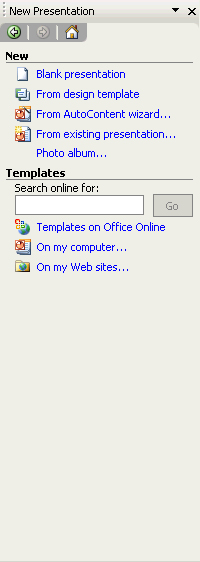 New Presentation
New
Blank presentation
From design template
From AutoContent wizard...
From existing presentation...
Photo album...
Templates
Search online for:
Go
Templates on Office Online
On my computer...
On my Web sites...